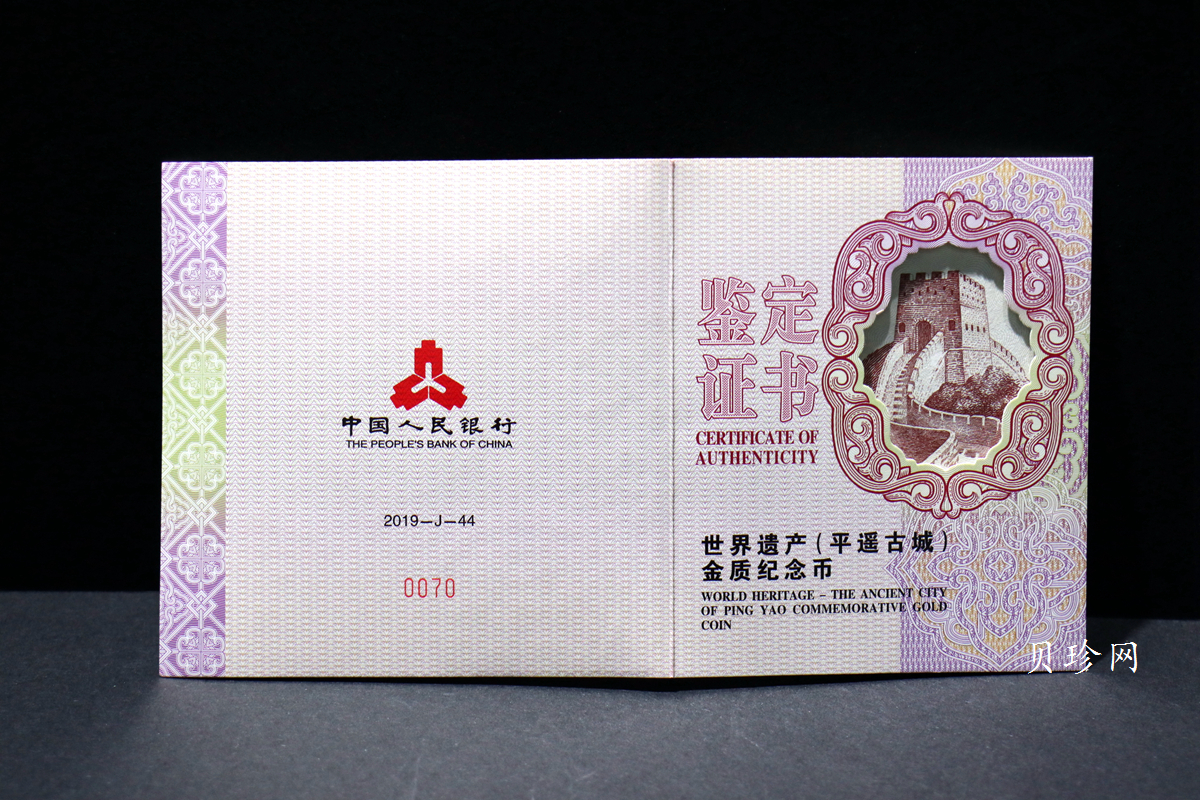 中国人民银行
THE PEOPLE'S BANK OF CHINA
2019-J-44
0070
鉴定
证书
CERTIFICATE OF
AUTHENTICITY
世界遗产(平遥古城)
金质纪念币
WORLD HERITAGE – THE ANCIENT CITY
OF PING YAO COMMEMORATIVE GOLD
COIN
贝珍网